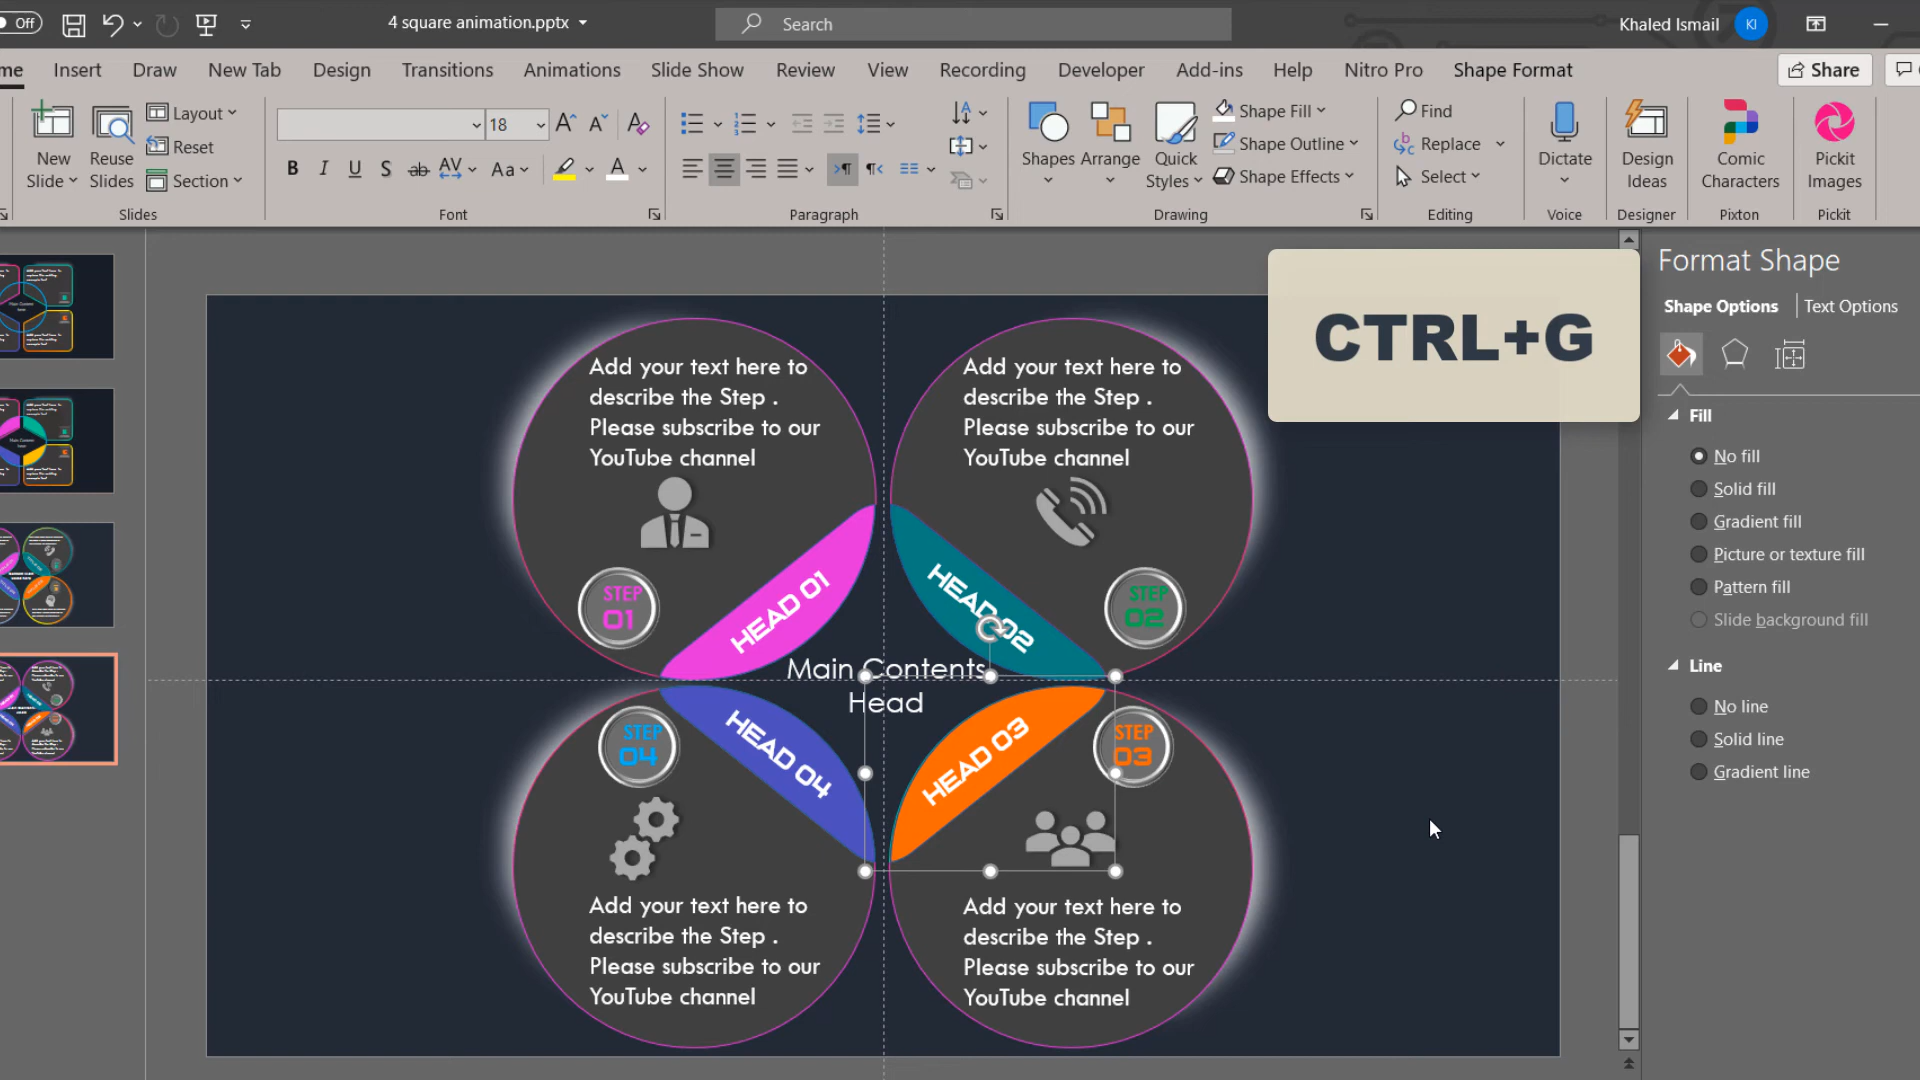 Off
4 square animation.pptx
Search
Khaled Ismail
KI
me
Insert
Draw
New Tab
Design
Transitions
Animations
Slide Show
Review
View
Recording
Developer
Add-ins
Help
Nitro Pro
Shape Format
Share
New
Slide
Reuse
Slides
Layout
Reset
Section
Slides
18
Font
Paragraph
Shapes
Arrange
Quick
Styles
Shape Fill
Shape Outline
Shape Effects
Drawing
Find
Replace
Select
Editing
Dictate
Voice
Design
Ideas
Designer
Comic
Characters
Pixton
Pickit
Images
Pickit
CTRL+G
Add your text here to
describe the Step .
Please subscribe to our
YouTube channel
STEP
01
HEAD 01
Add your text here to
describe the Step .
Please subscribe to our
YouTube channel
HEAD 02
STEP
02
Main Contents
Head
STEP
04
HEAD 04
Add your text here to
describe the Step .
Please subscribe to our
YouTube channel
HEAD 03
STEP
03
Add your text here to
describe the Step .
Please subscribe to our
YouTube channel
Format Shape
Shape Options
Text Options
Fill
No fill
Solid fill
Gradient fill
Picture or texture fill
Pattern fill
Slide background fill
Line
No line
Solid line
Gradient line